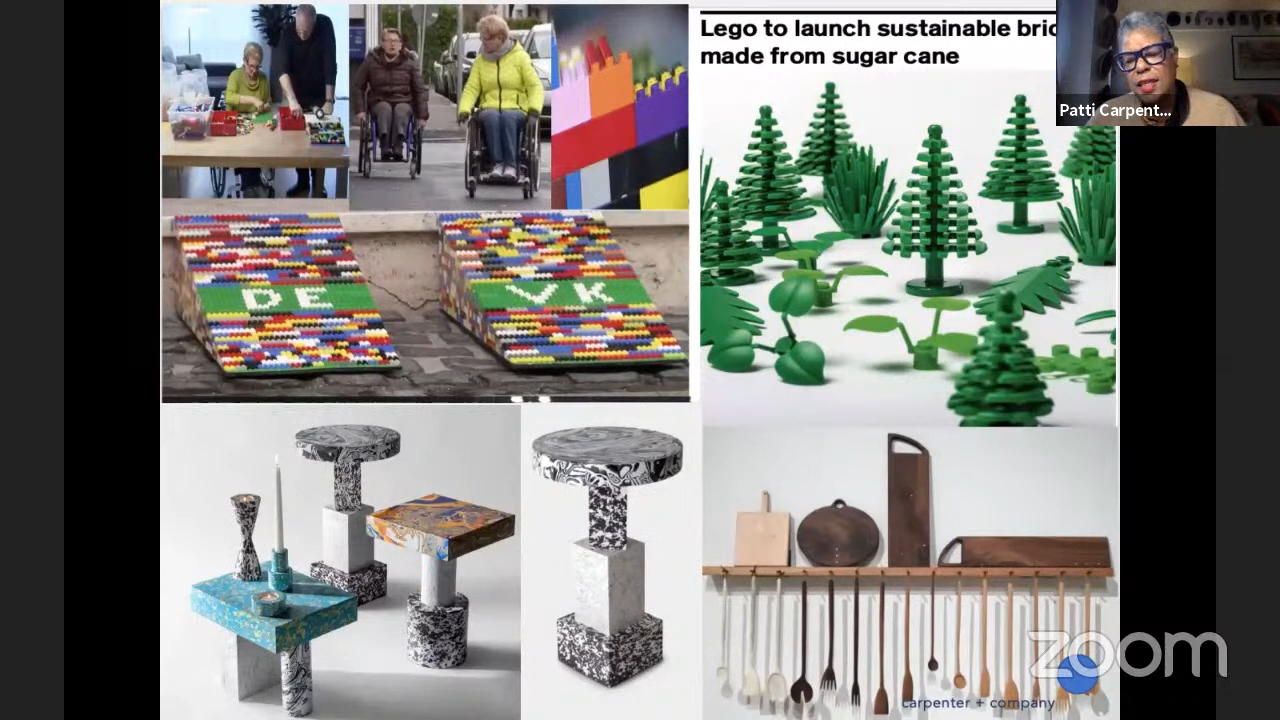 Lego to launch sustainable bric
made from sugar cane
Patti Carpent...
DE
VK
zoom
carpenter + company